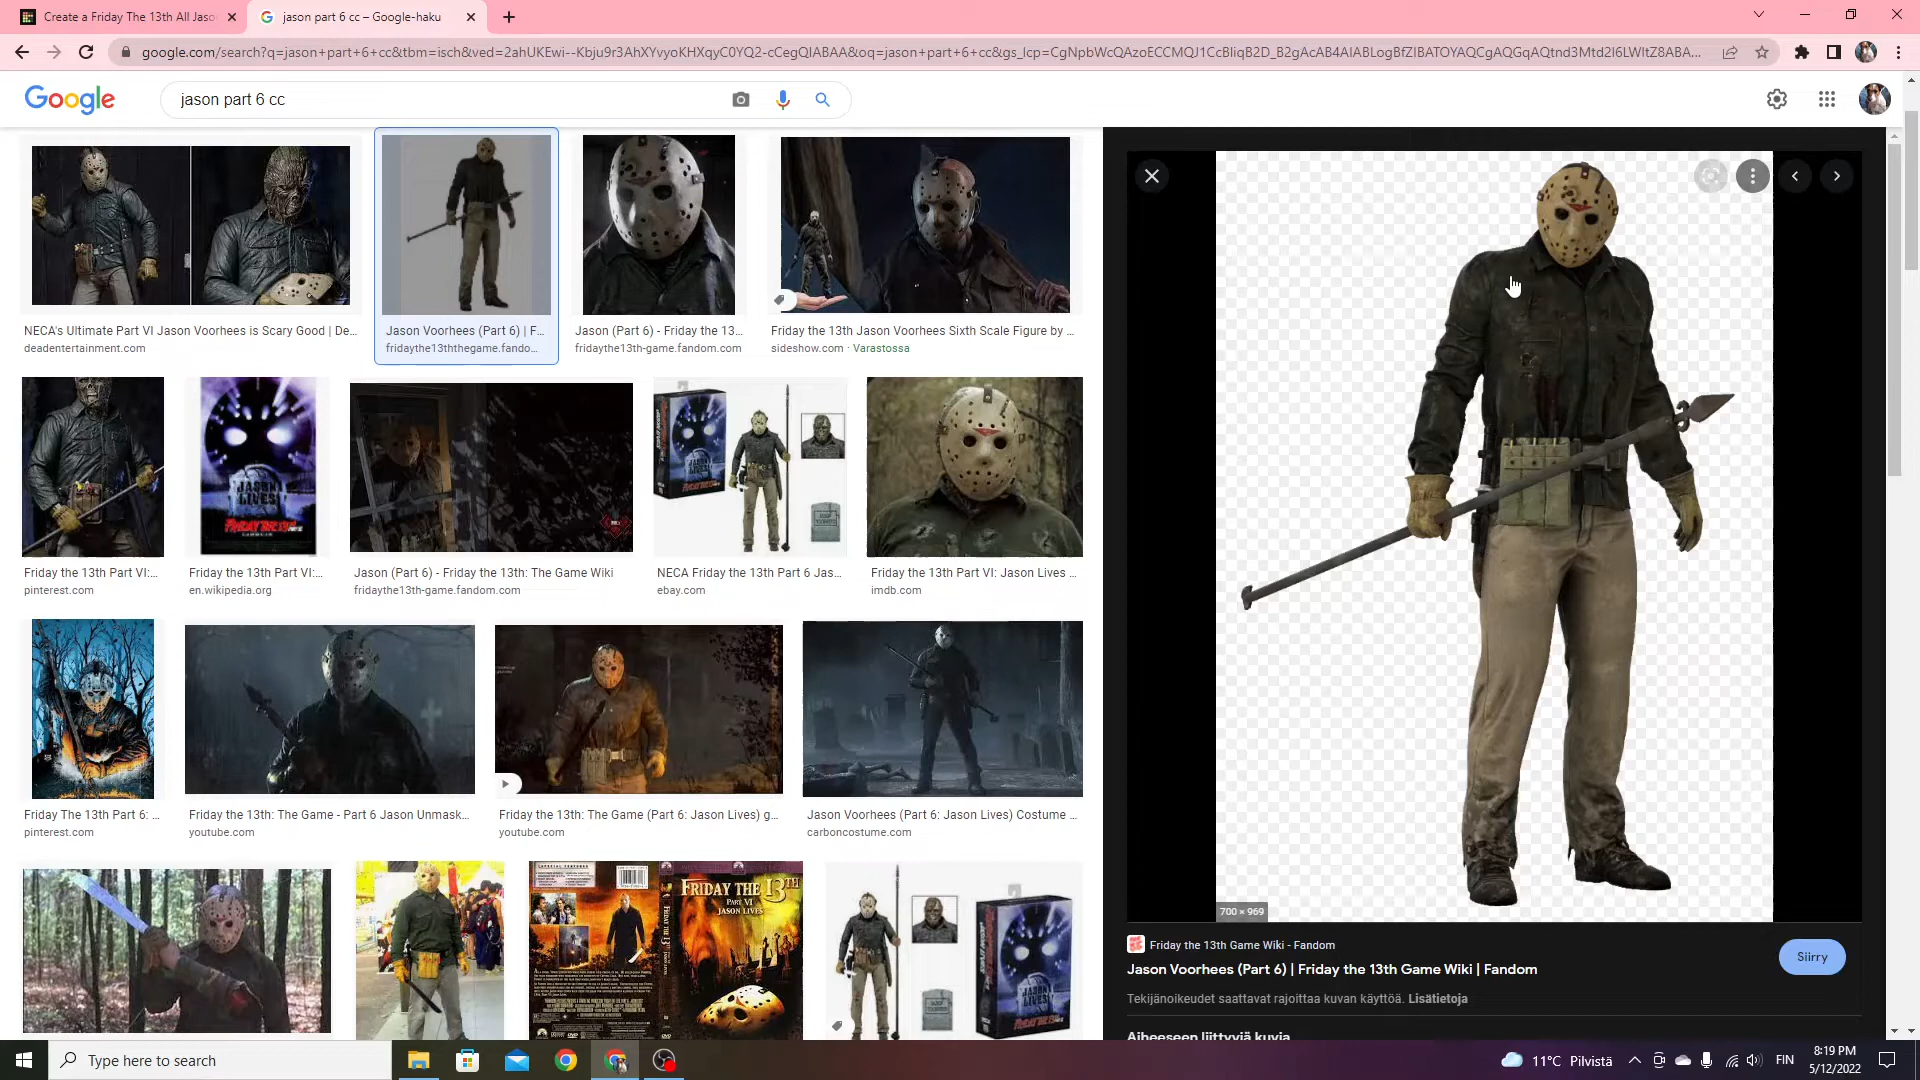 Create a Friday The 13th All Jaso
jason part 6 cc – Google-haku
google.com/search?q=jason+part+6+cc&tbm=isch&ved=2ahUKEwi--Kbju9r3AhXYvyoKHXqyC0YQ2-cCegQIABAA&oq=jason+part+6+cc&gs_lcp=CgNpbWcQAzoECCMQJ1CcBliqB2D_B2gAcAB4AIABLogBfZIBATOYAQCgAQGqAQtnd3Mtd2l6LWltZ8ABA...
Google
jason part 6 cc
NECA's Ultimate Part VI Jason Voorhees is Scary Good | De...
deadentertainment.com
Jason Voorhees (Part 6) | F...
fridaythe13ththegame.fando...
Jason (Part 6) - Friday the 13...
fridaythe13th-game.fandom.com
Friday the 13th Jason Voorhees Sixth Scale Figure by ...
sideshow.com · Varastossa
JASON LIVES!
FRIDAY THE 13TH
Friday the 13th Part VI:...
pinterest.com
Friday the 13th Part VI:...
en.wikipedia.org
Jason (Part 6) - Friday the 13th: The Game Wiki
fridaythe13th-game.fandom.com
NECA Friday the 13th Part 6 Jas...
ebay.com
Friday the 13th Part VI: Jason Lives ...
imdb.com
Friday The 13th Part 6: ...
pinterest.com
Friday the 13th: The Game - Part 6 Jason Unmask...
youtube.com
Friday the 13th: The Game (Part 6: Jason Lives) g...
youtube.com
Jason Voorhees (Part 6: Jason Lives) Costume ...
carboncostume.com
SPECIAL FEATURES
FRIDAY THE 13TH
PART VI
JASON LIVES
700 × 969
Friday the 13th Game Wiki - Fandom
Jason Voorhees (Part 6) | Friday the 13th Game Wiki | Fandom
Siirry
Tekijänoikeudet saattavat rajoittaa kuvan käyttöä. Lisätietoja
Aiheeseen liittyviä kuvia
Type here to search
11°C Pilvistä
FIN
8:19 PM
5/12/2022